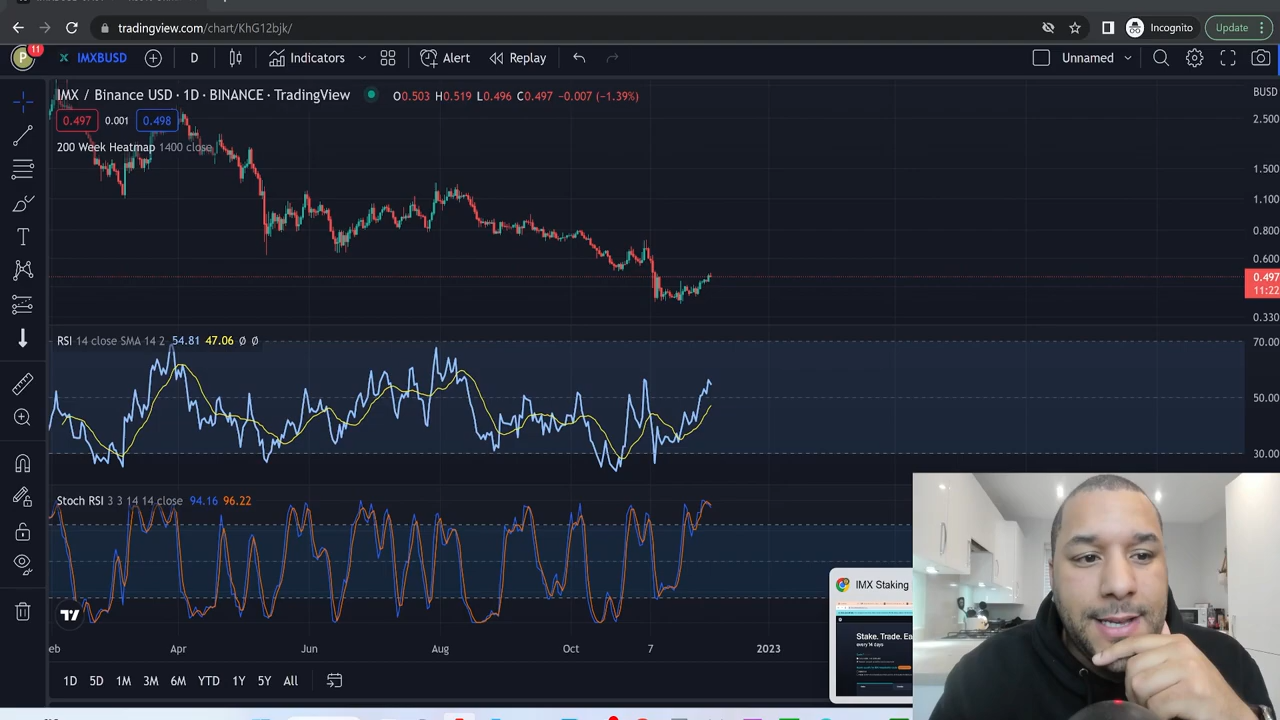 tradingview.com/chart/KhG12bjk/
Incognito
Update
P
11
IMXBUSD
D
Indicators
Alert
Replay
Unnamed
IMX / Binance USD · 1D · BINANCE · TradingView
O0.503 H0.519 L0.496 C0.497 -0.007 (-1.39%)
BUSD
0.497
0.001
0.498
200 Week Heatmap 1400 close
2.500
1.500
1.100
0.800
0.600
0.497
11:22
0.330
RSI 14 close SMA 14 2 54.81 47.06 Ø Ø
70.00
50.00
30.00
Stoch RSI 3 3 14 14 close 94.16 96.22
IMX Staking
Stake. Trade. Ea
every 14 days
eb
Apr
Jun
Aug
Oct
7
2023
1D
1M
1Y
All